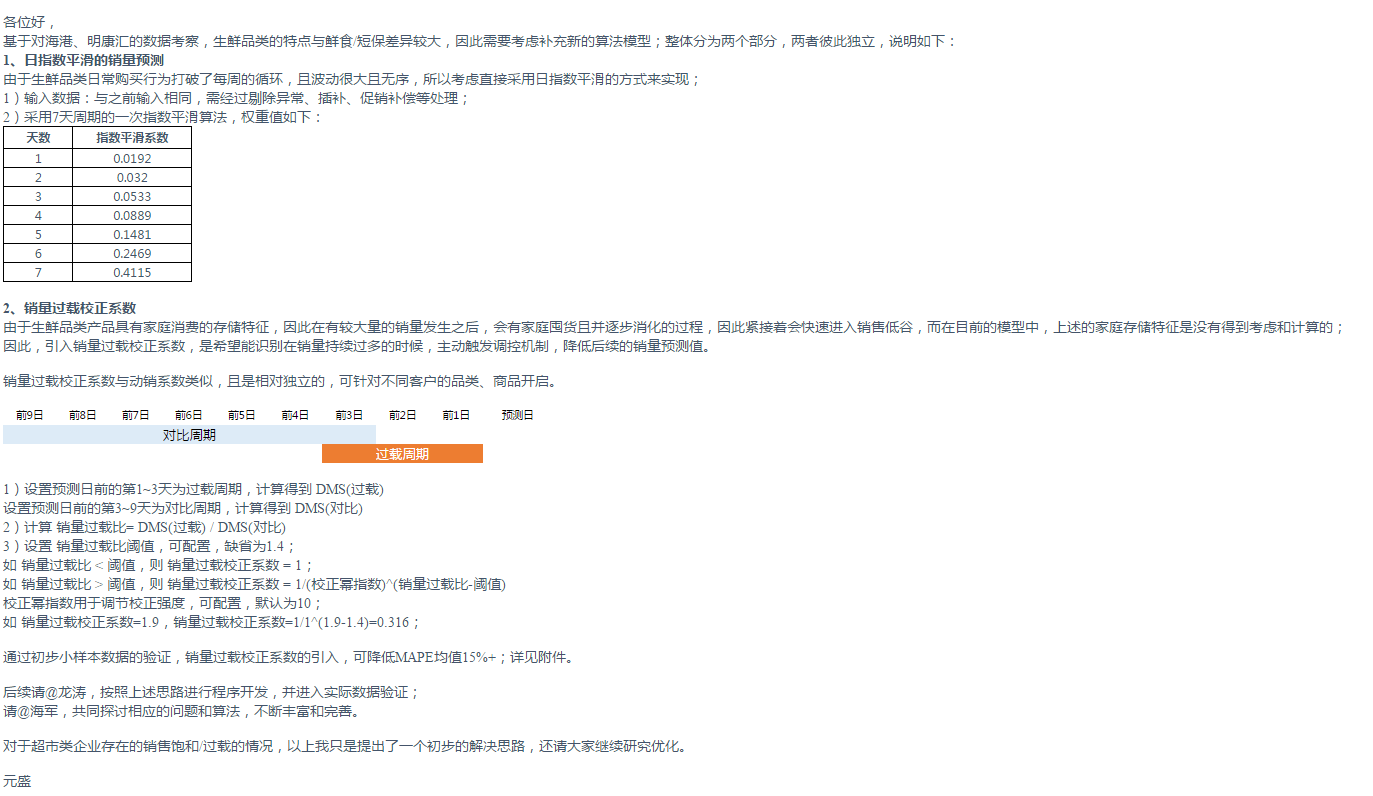 各位好，
基于对海港、明康汇的数据考察，生鲜品类的特点与鲜食/短保差异较大，因此需要考虑补充新的算法模型；整体分为两个部分，两者彼此独立，说明如下：
1、日指数平滑的销量预测
由于生鲜品类日常购买行为打破了每周的循环，且波动很大且无序，所以考虑直接采用日指数平滑的方式来实现；
1）输入数据：与之前输入相同，需经过剔除异常、插补、促销补偿等处理；
2）采用7天周期的一次指数平滑算法，权重值如下：
天数 指数平滑系数
1 0.0192
2 0.032
3 0.0533
4 0.0889
5 0.1481
6 0.2469
7 0.4115
2、销量过载校正系数
由于生鲜品类产品具有家庭消费的存储特征，因此在有较大量的销量发生之后，会有家庭囤货且并逐步消化的过程，因此紧接着会快速进入销售低谷，而在目前的模型中，上述的家庭存储特征是没有得到考虑和计算的；
因此，引入销量过载校正系数，是希望能识别在销量持续过多的时候，主动触发调控机制，降低后续的销量预测值。
销量过载校正系数与动销系数类似，且是相对独立的，可针对不同客户的品类、商品开启。
前9日 前8日 前7日 前6日 前5日 前4日 前3日 前2日 前1日 预测日
对比周期
过载周期
1）设置预测日前的第1~3天为过载周期，计算得到 DMS(过载)
设置预测日前的第3~9天为对比周期，计算得到 DMS(对比)
2）计算 销量过载比= DMS(过载) / DMS(对比)
3）设置 销量过载比阈值，可配置，缺省为1.4；
如 销量过载比 < 阈值，则 销量过载校正系数 = 1；
如 销量过载比 > 阈值，则 销量过载校正系数 = 1/(校正幂指数)^(销量过载比-阈值)
校正幂指数用于调节校正强度，可配置，默认为10；
如 销量过载校正系数=1.9，销量过载校正系数=1/1^(1.9-1.4)=0.316；
通过初步小样本数据的验证，销量过载校正系数的引入，可降低MAPE均值15%+；详见附件。
后续请@龙涛，按照上述思路进行程序开发，并进入实际数据验证；
请@海军，共同探讨相应的问题和算法，不断丰富和完善。
对于超市类企业存在的销售饱和/过载的情况，以上我只是提出了一个初步的解决思路，还请大家继续研究优化。
元盛